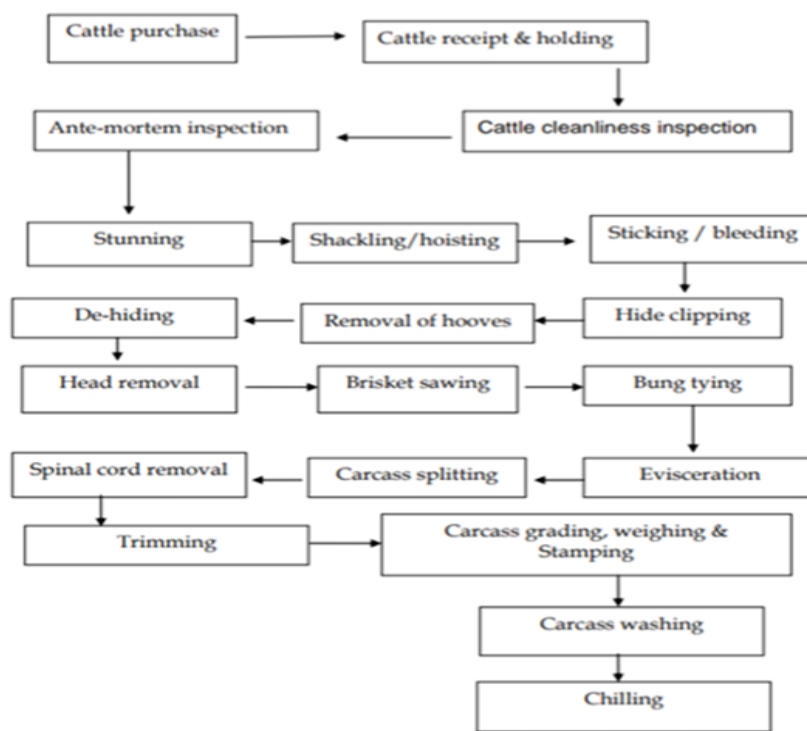 Cattle purchase
Cattle receipt & holding
Cattle cleanliness inspection
Ante-mortem inspection
Stunning
Shackling/hoisting
Sticking / bleeding
Hide clipping
Removal of hooves
De-hiding
Head removal
Brisket sawing
Bung tying
Evisceration
Carcass splitting
Spinal cord removal
Trimming
Carcass grading, weighing &
Stamping
Carcass washing
Chilling